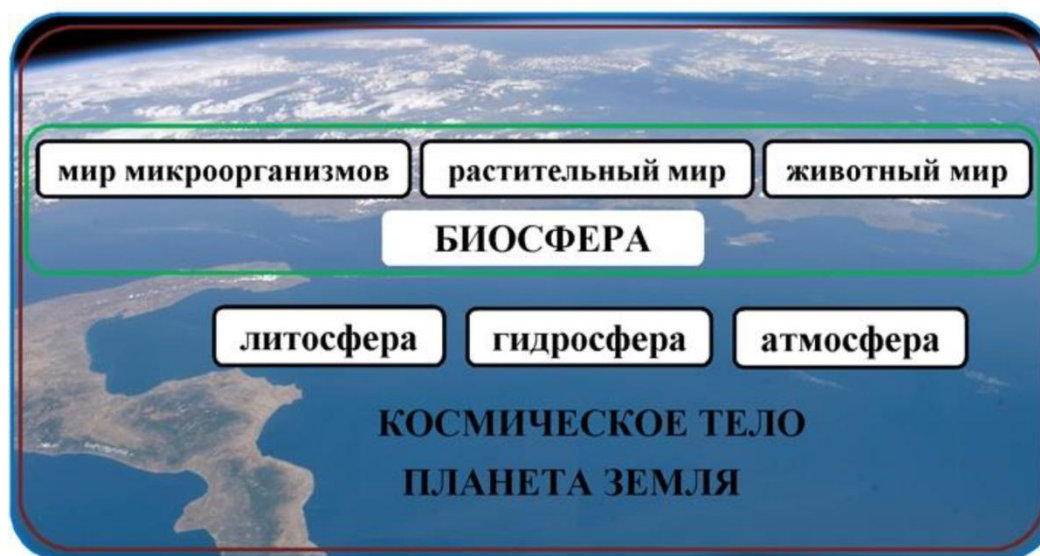 мир микроорганизмов растительный мир животный мир
БИОСФЕРА
литосфера гидросфера атмосфера
КОСМИЧЕСКОЕ ТЕЛО
ПЛАНЕТА ЗЕМЛЯ